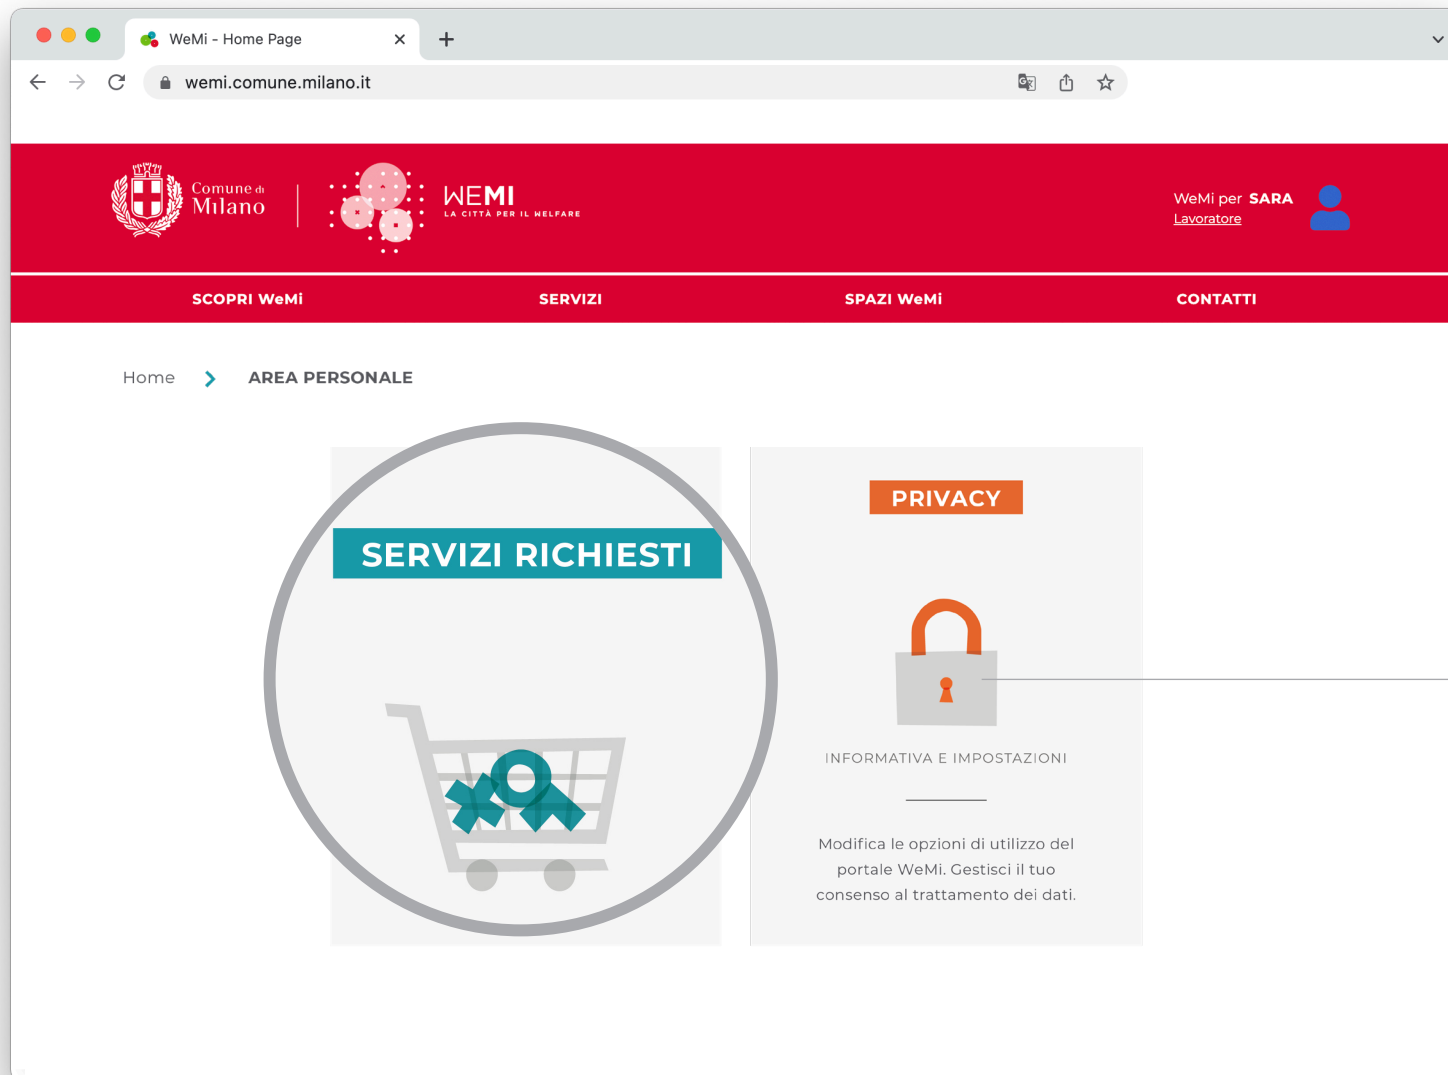 WeMi - Home Page
wemi.comune.milano.it
Comune di
Milano
WEMI
LA CITTÀ PER IL WELFARE
WeMi per SARA
Lavoratore
SCOPRI WeMi
SERVIZI
SPAZI WeMi
CONTATTI
Home
AREA PERSONALE
SERVIZI RICHIESTI
PRIVACY
INFORMATIVA E IMPOSTAZIONI
Modifica le opzioni di utilizzo del
portale WeMi. Gestisci il tuo
consenso al trattamento dei dati.